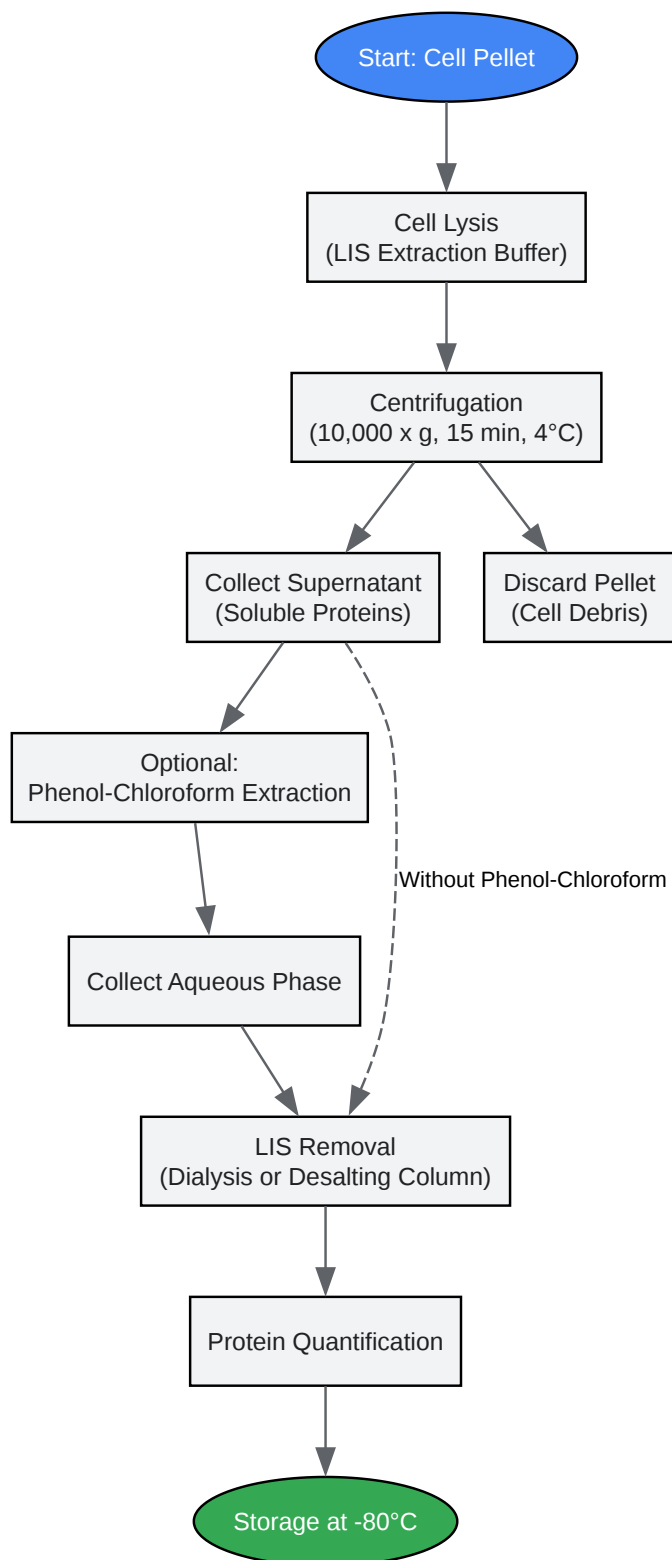 Start: Cell Pellet
Cell Lysis
(LIS Extraction Buffer)
Centrifugation
(10,000 x g, 15 min, 4°C)
Collect Supernatant
(Soluble Proteins)
Discard Pellet
(Cell Debris)
Optional:
Phenol-Chloroform Extraction
Without Phenol-Chloroform
Collect Aqueous Phase
LIS Removal
(Dialysis or Desalting Column)
Protein Quantification
Storage at -80°C